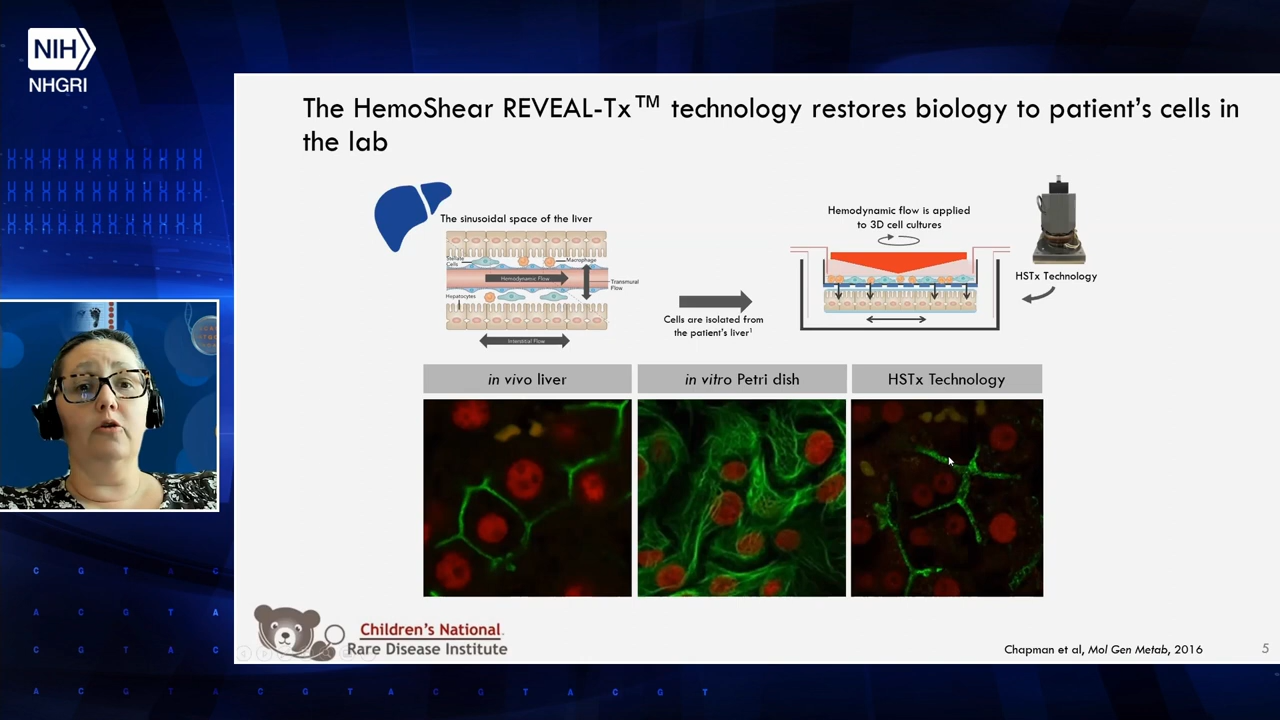 NIH
NHGRI
The HemoShear REVEAL-Tx™ technology restores biology to patient's cells in
the lab
The sinusoidal space of the liver
Stellate
Cells
Macrophage
Hemodynamic Flow
Transmural
Flow
Hepatocytes
Interstitial Flow
Cells are isolated from
the patient's liver¹
Hemodynamic flow is applied
to 3D cell cultures
HSTx Technology
in vivo liver
in vitro Petri dish
HSTx Technology
Children's National.
Rare Disease Institute
Chapman et al, Mol Gen Metab, 2016
5
C G T A C
A C G T A
C G T A C
A C G T A C G T A C G T A C G T